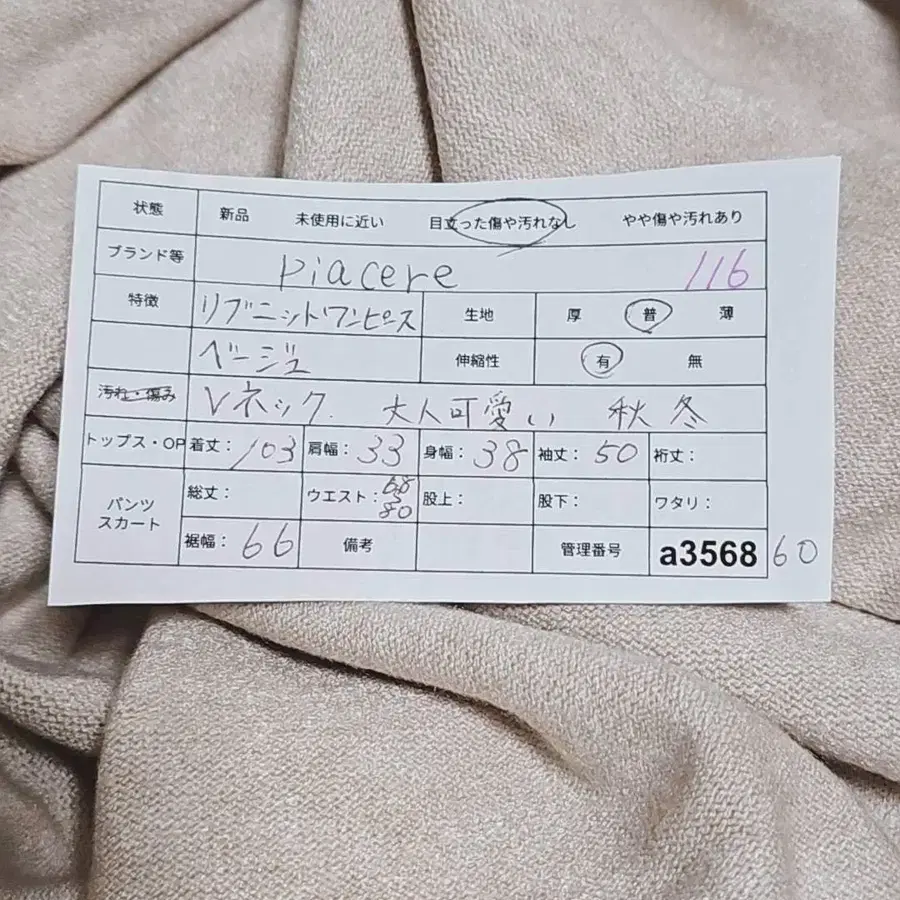 状態 新品 未使用に近い 目立った傷や汚れなし やや傷や汚れあり
ブランド等 piacere 116
特徴 リブニットワンピース 生地 厚 普 薄
ベージュ 伸縮性 有 無
汚れ・傷み Vネック. 大人可愛い 秋冬
トップス・OP 着丈:103 肩幅:33 身幅:38 袖丈:50 裄丈:
パンツ スカート 総丈: ウエスト:68 80 股上: 股下: ワタリ:
裾幅:66 備考 管理番号 a3568 60